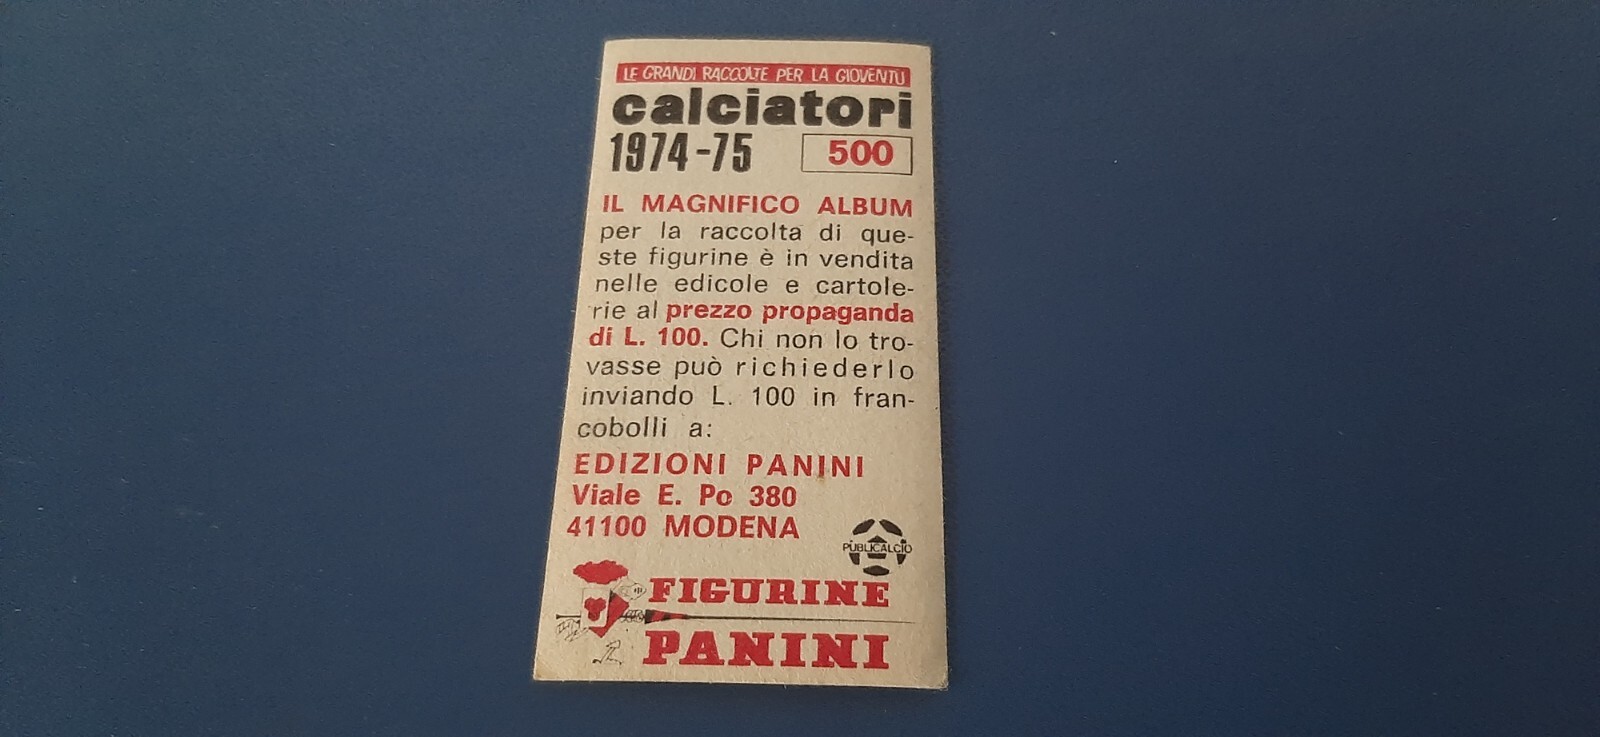 LE GRANDI RACCOLTE PER LA GIOVENTÙ
calciatori
1974-75 500
IL MAGNIFICO ALBUM
per la raccolta di que-
ste figurine è in vendita
nelle edicole e cartole-
rie al prezzo propaganda
di L. 100. Chi non lo tro-
vasse può richiederlo
inviando L. 100 in fran-
cobolli a:
EDIZIONI PANINI
Viale E. Po 380
41100 MODENA
PUBLICALCIO
FIGURINE
PANINI